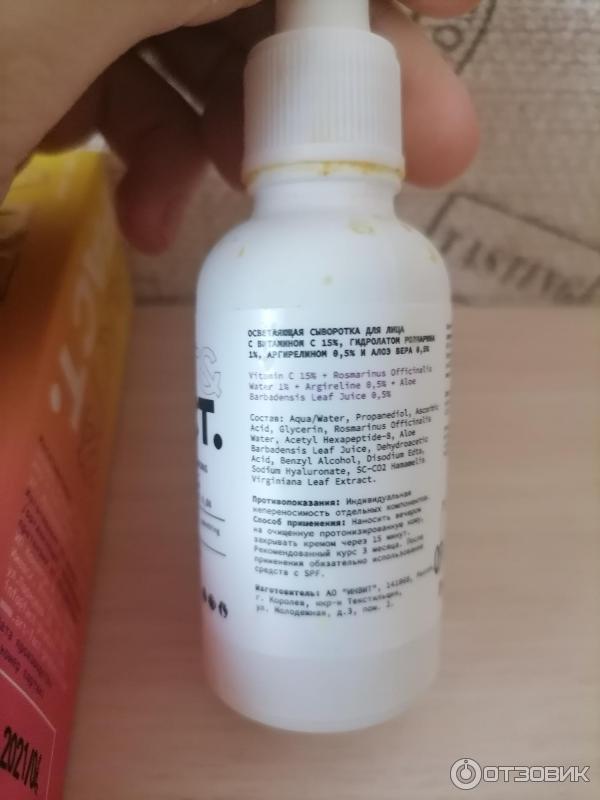 ОСВЕТЛЯЮЩАЯ СЫВОРОТКА ДЛЯ ЛИЦА
С ВИТАМИНОМ С 15%, ГИДРОЛАТОМ РОЗМАРИНА
1%, АРГИРЕЛИНОМ 0,5% И АЛОЭ ВЕРА 0,5%
Vitamin C 15% + Rosmarinus Officinalis
Water 1% + Argireline 0,5% + Aloe
Barbadensis Leaf Juice 0,5%
Состав: Aqua/Water, Propanediol, Ascorbic
Acid, Glycerin, Rosmarinus Officinalis
Water, Acetyl Hexapeptide-8, Aloe
Barbadensis Leaf Juice, Dehydroacetic
Acid, Benzyl Alcohol, Disodium Edta,
Sodium Hyaluronate, SC-CO2 Hamamelis
Virginiana Leaf Extract.
Противопоказания: Индивидуальная
непереносимость отдельных компонентов.
Способ применения: Наносить вечером
на очищенную протонизированную кожу,
закрывать кремом через 15 минут.
Рекомендованный курс 3 месяца. После
применения обязательно использование
средств с SPF.
Изготовитель: АО "ИНВИТ", 141068,
г. Королев, мкр-н Текстильщик,
ул. Молодежная, д.3, пом. 1.
&
T.
CT.
2021/04
TASTING
ОТЗОВИК